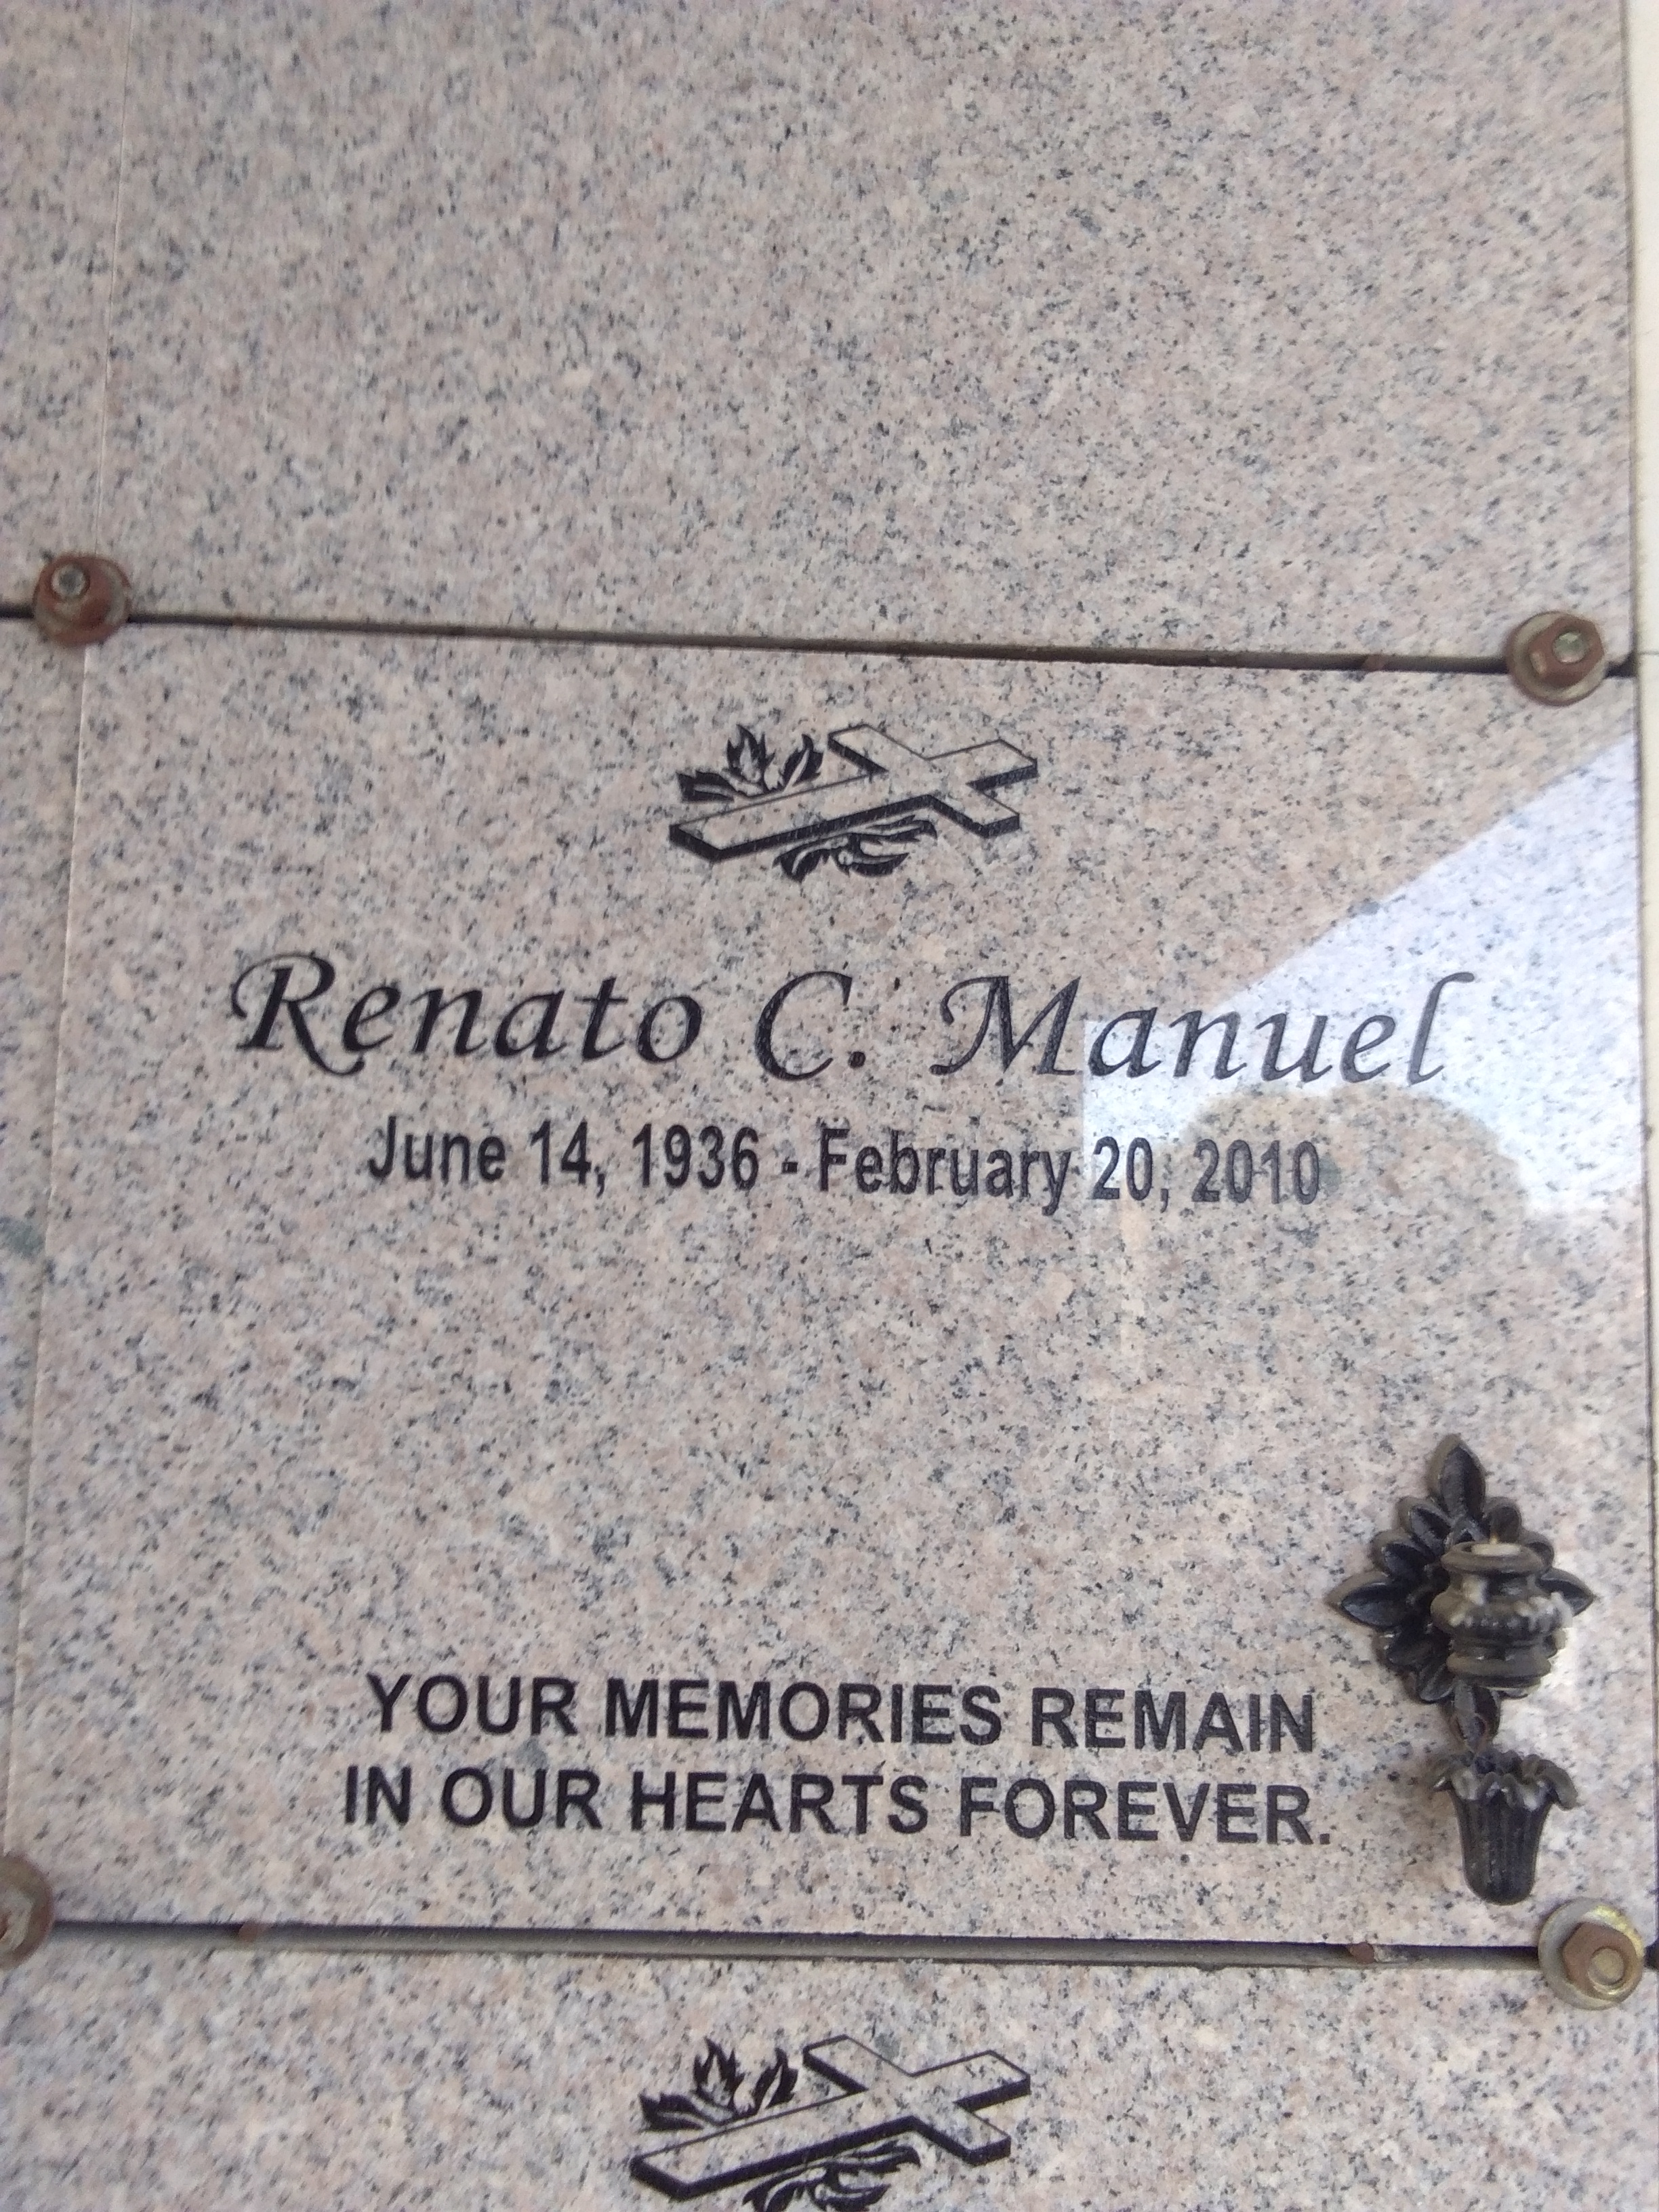 Renato C. Manuel
June 14, 1936 - February 20, 2010
YOUR MEMORIES REMAIN
IN OUR HEARTS FOREVER.